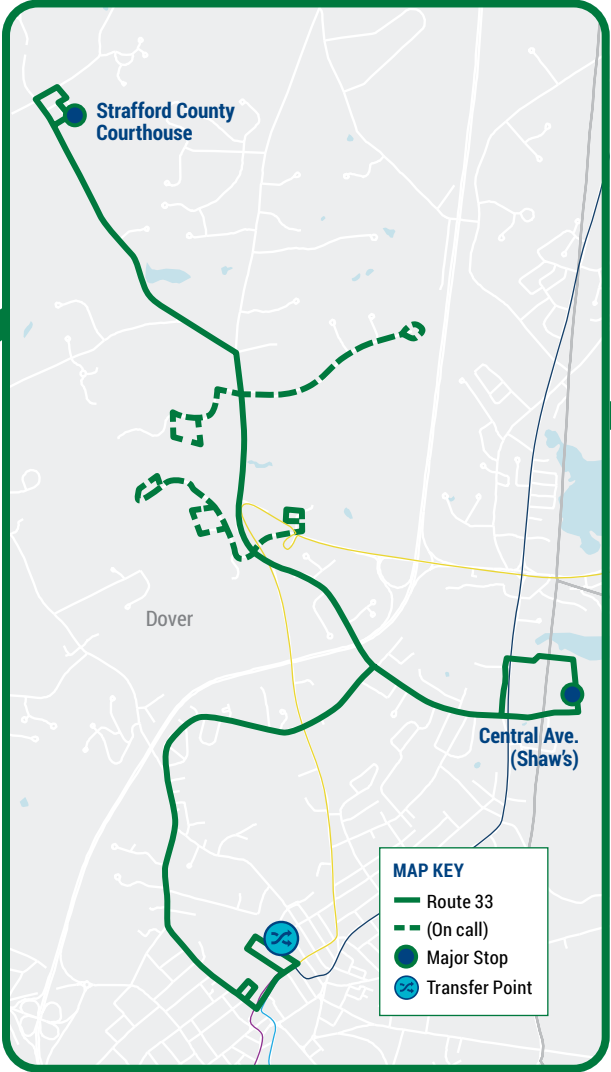 Strafford County
Courthouse
Dover
Central Ave.
(Shaw's)
MAP KEY
Route 33
(On call)
Major Stop
Transfer Point